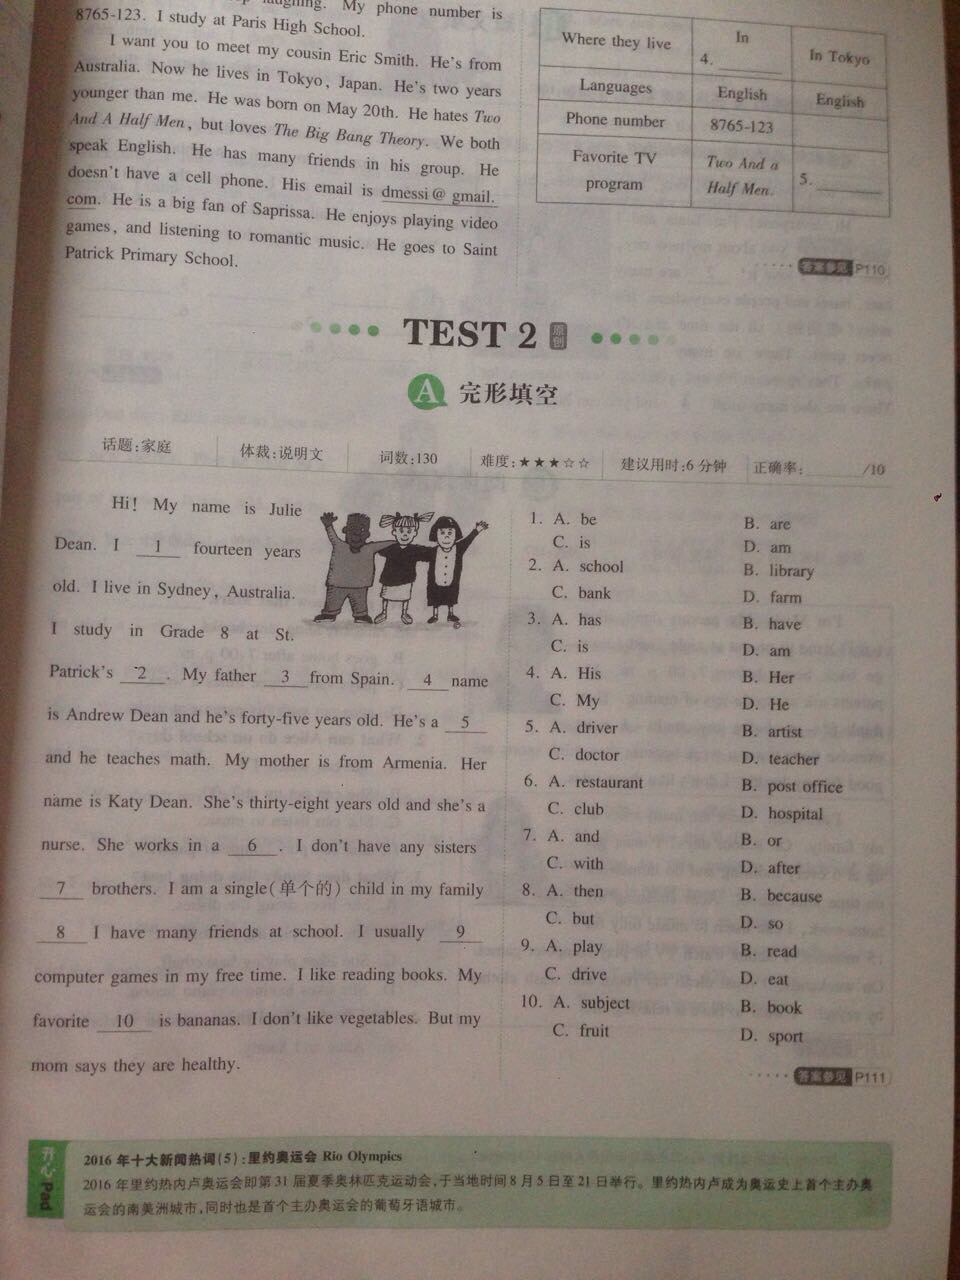 laughing. My phone number is
8765-123. I study at Paris High School.
I want you to meet my cousin Eric Smith. He's from
Australia. Now he lives in Tokyo, Japan. He's two years
younger than me. He was born on May 20th. He hates Two
And A Half Men, but loves The Big Bang Theory. We both
speak English. He has many friends in his group. He
doesn't have a cell phone. His email is dmessi@gmail.
com. He is a big fan of Saprissa. He enjoys playing video
games, and listening to romantic music. He goes to Saint
Patrick Primary School.
Where they live In 4. ______ In Tokyo
Languages English English
Phone number 8765-123
Favorite TV program Two And a Half Men. 5. ______
答案参见 P110
TEST 2 原创
A 完形填空
话题:家庭 体裁:说明文 词数:130 难度:★★★☆☆ 建议用时:6分钟 正确率:______/10
Hi! My name is Julie
Dean. I 1 fourteen years
old. I live in Sydney, Australia.
I study in Grade 8 at St.
Patrick's 2 . My father 3 from Spain. 4 name
is Andrew Dean and he's forty-five years old. He's a 5
and he teaches math. My mother is from Armenia. Her
name is Katy Dean. She's thirty-eight years old and she's a
nurse. She works in a 6 . I don't have any sisters
7 brothers. I am a single(单个的) child in my family
8 I have many friends at school. I usually 9
computer games in my free time. I like reading books. My
favorite 10 is bananas. I don't like vegetables. But my
mom says they are healthy.
1. A. be B. are
C. is D. am
2. A. school B. library
C. bank D. farm
3. A. has B. have
C. is D. am
4. A. His B. Her
C. My D. He
5. A. driver B. artist
C. doctor D. teacher
6. A. restaurant B. post office
C. club D. hospital
7. A. and B. or
C. with D. after
8. A. then B. because
C. but D. so
9. A. play B. read
C. drive D. eat
10. A. subject B. book
C. fruit D. sport
答案参见 P111
开心 Pad
2016年十大新闻热词(5):里约奥运会 Rio Olympics
2016年里约热内卢奥运会即第31届夏季奥林匹克运动会,于当地时间8月5日至21日举行。里约热内卢成为奥运史上首个主办奥
运会的南美洲城市,同时也是首个主办奥运会的葡萄牙语城市。